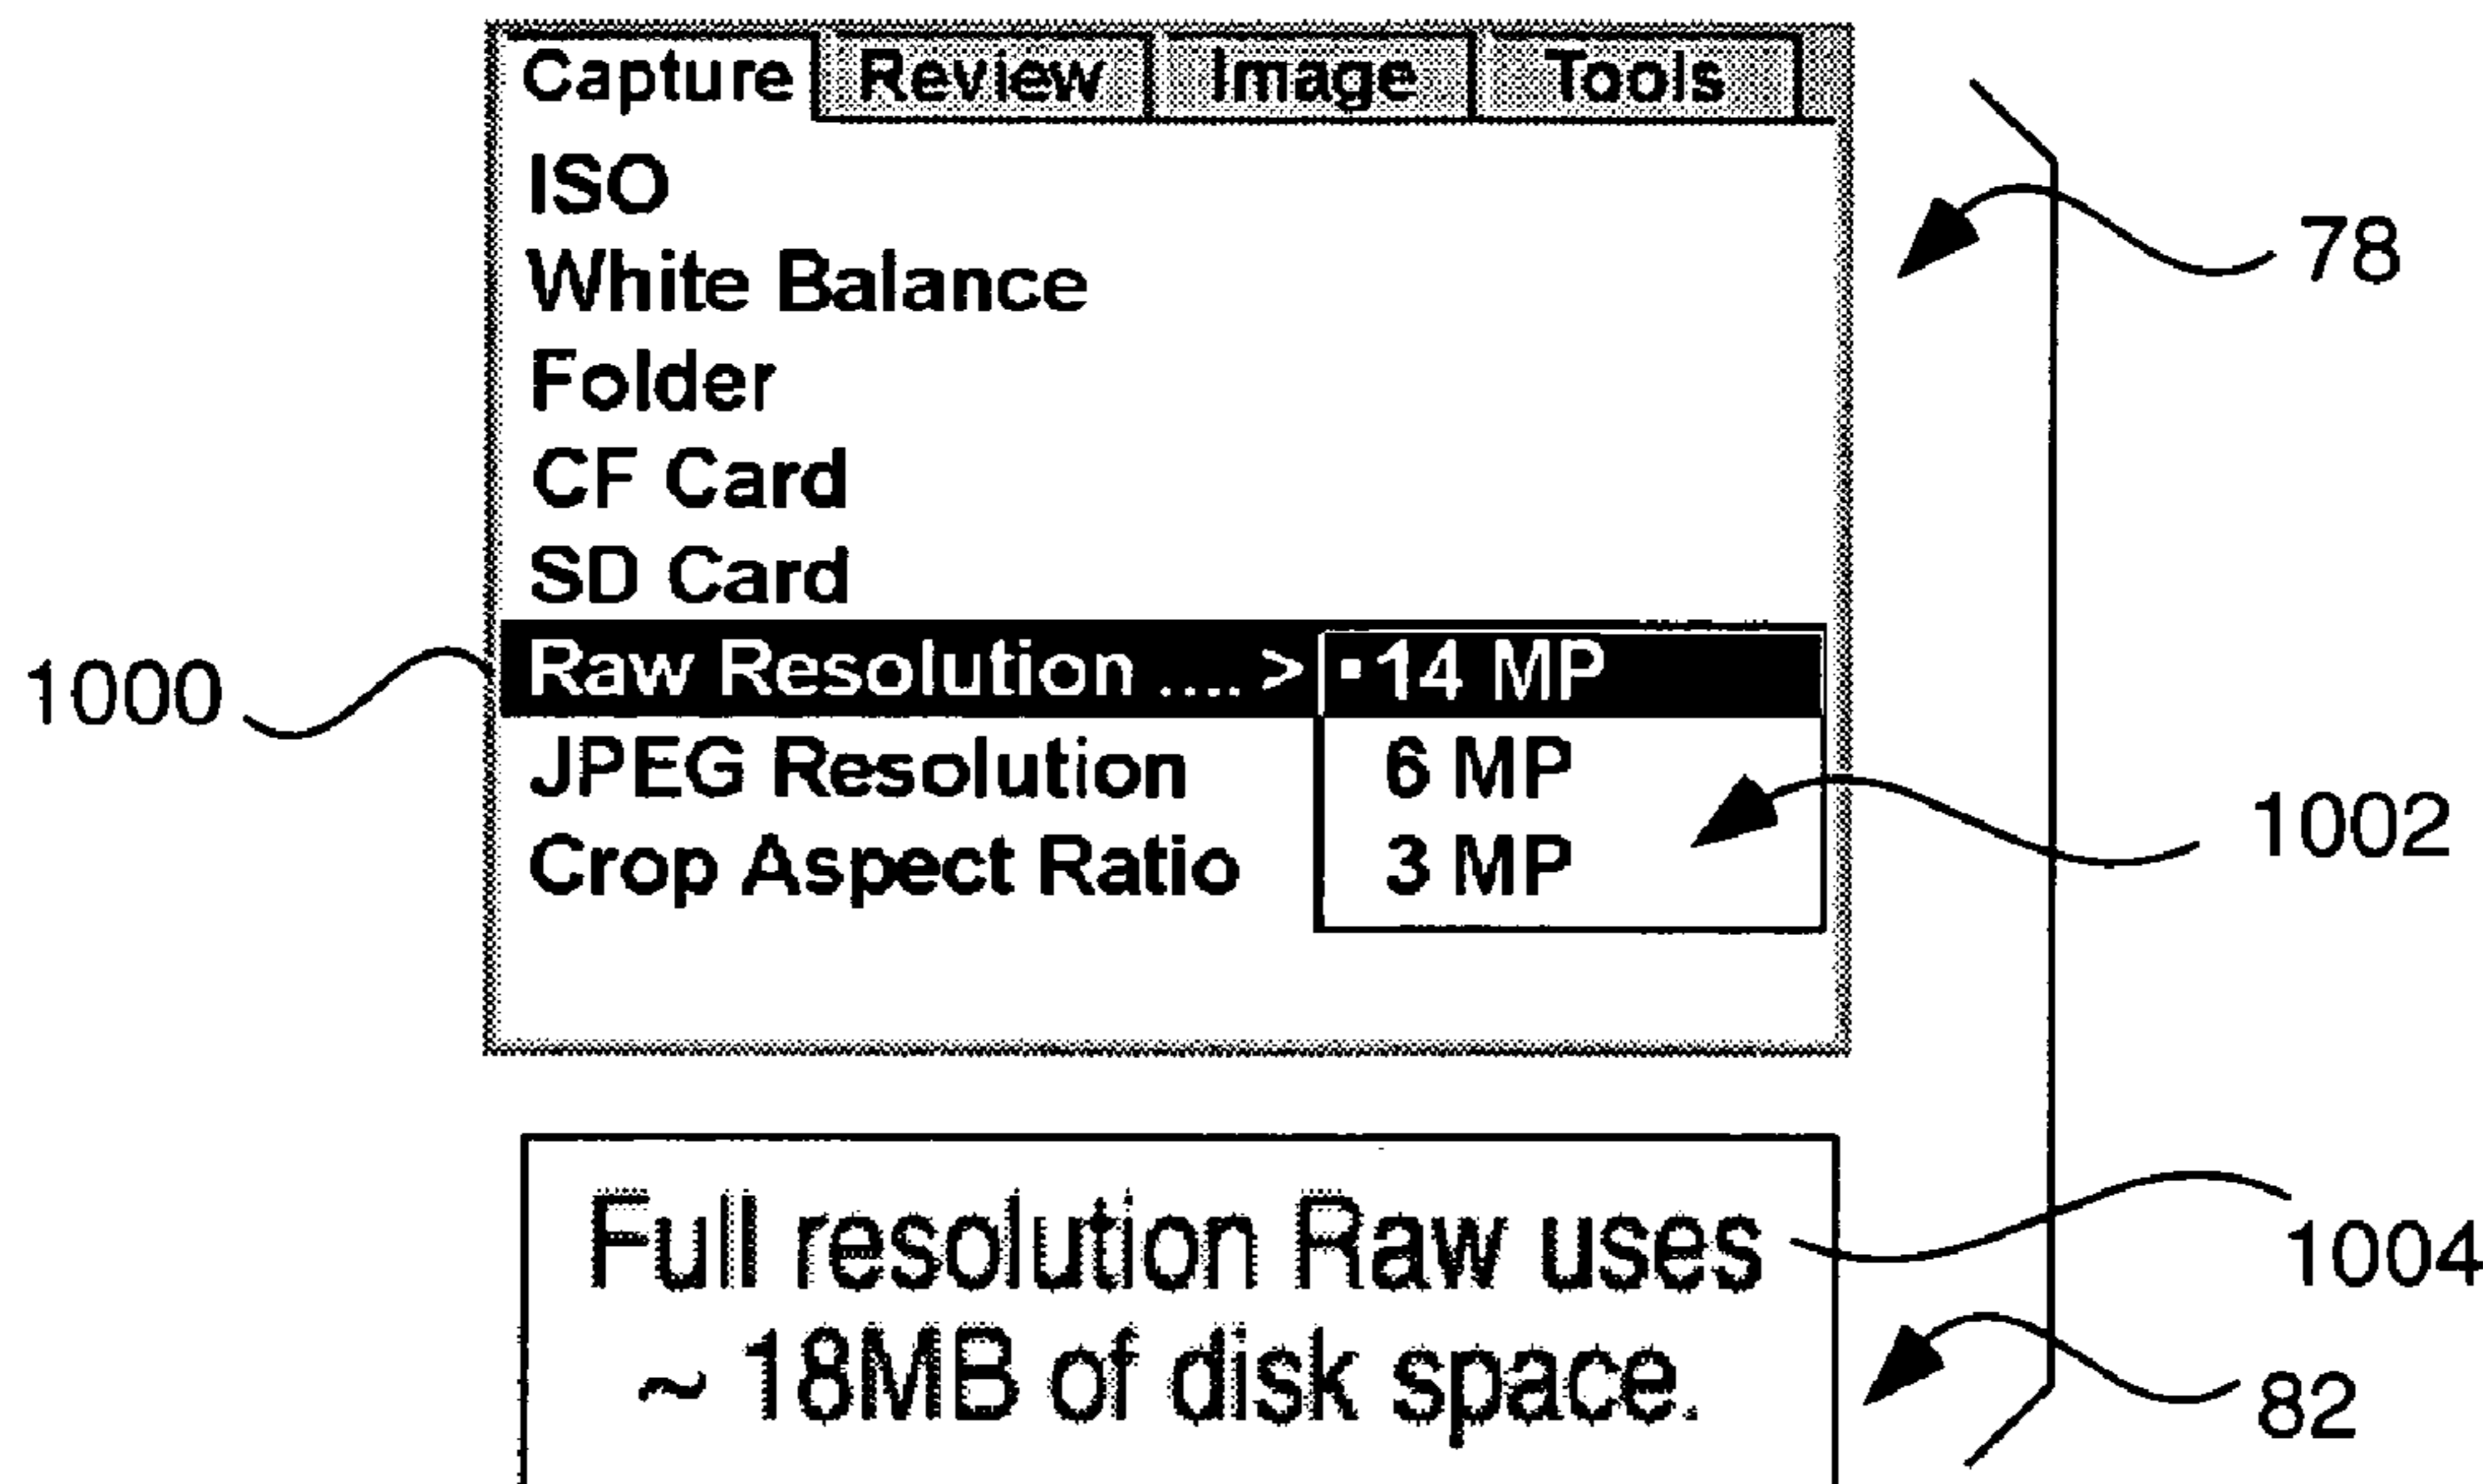 Capture Review Image Tools
ISO
78
White Balance
Folder
CF Card
SD Card
1000 Raw Resolution .... > ▪14 MP
JPEG Resolution 6 MP
1002
Crop Aspect Ratio 3 MP
Full resolution Raw uses
1004
~ 18MB of disk space.
82